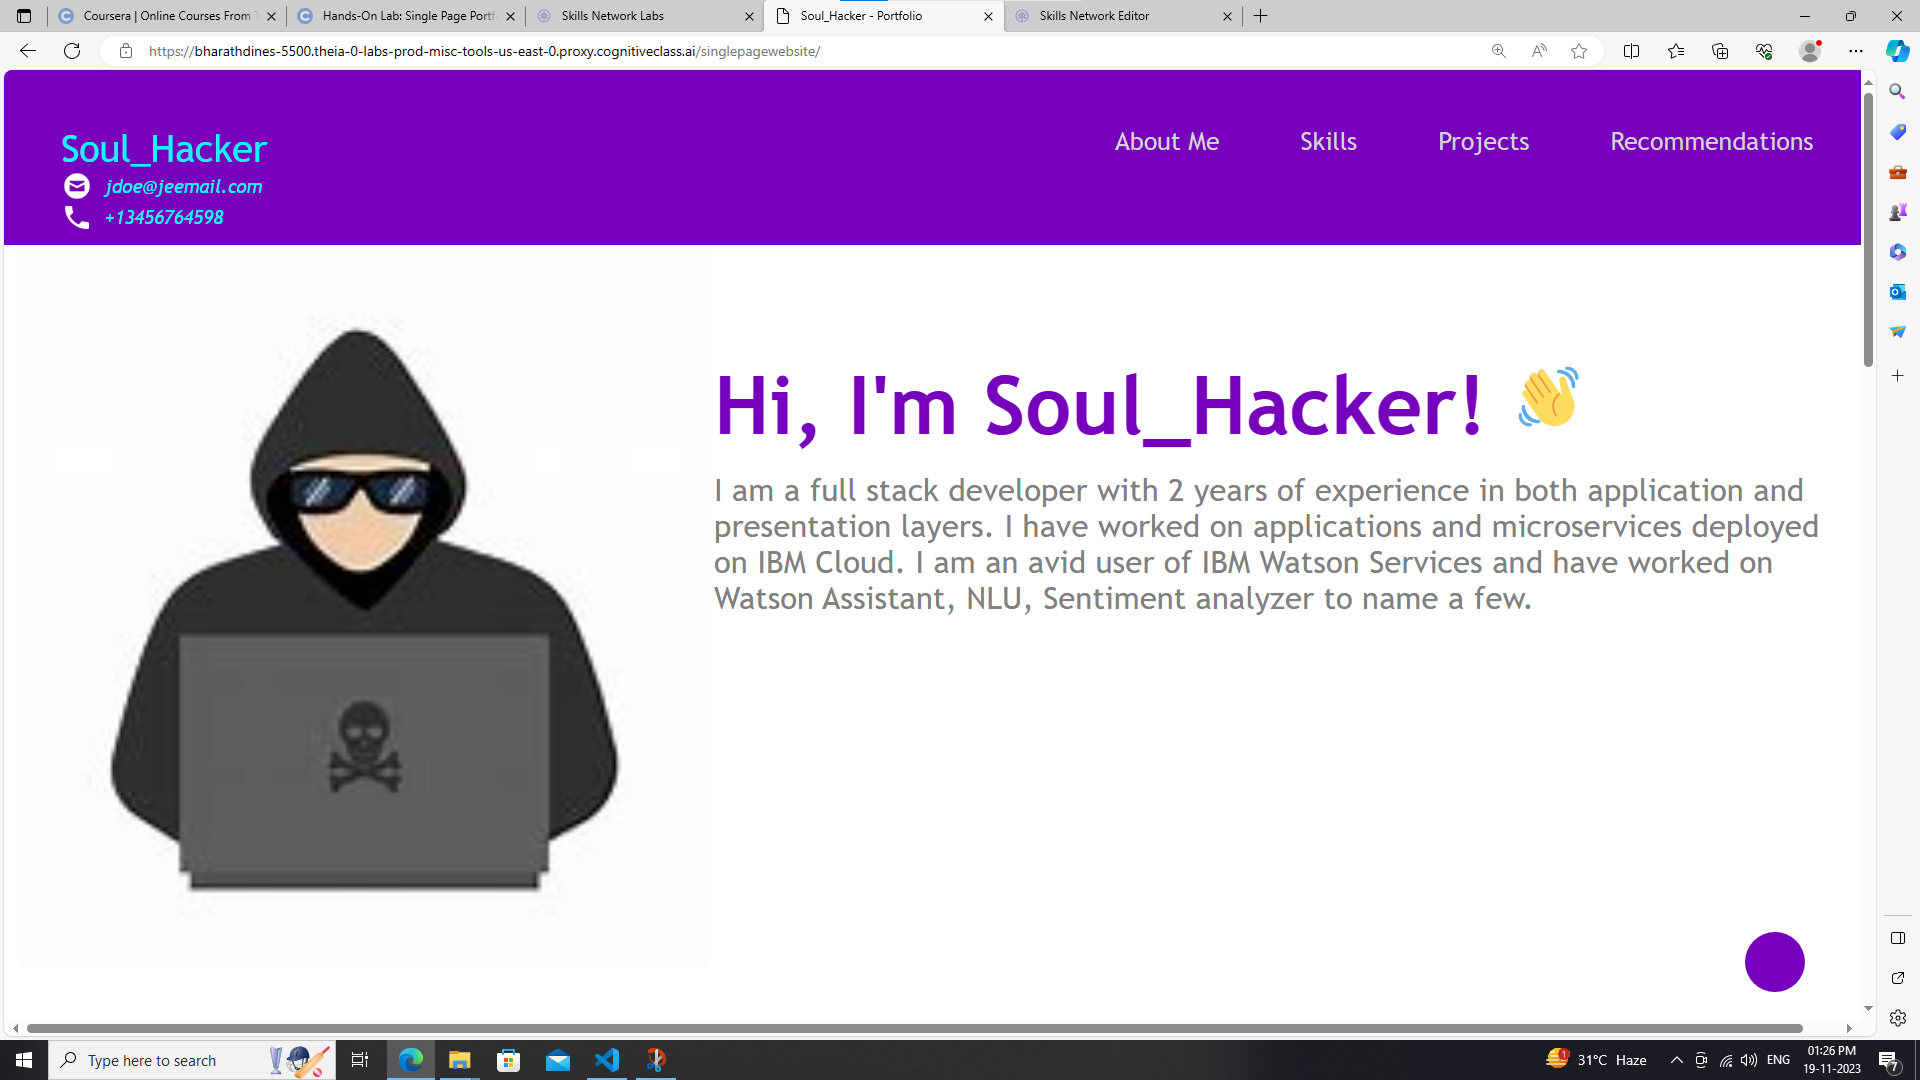 Coursera | Online Courses From T
Hands-On Lab: Single Page Portf
Skills Network Labs
Soul_Hacker - Portfolio
Skills Network Editor
https://bharathdines-5500.theia-0-labs-prod-misc-tools-us-east-0.proxy.cognitiveclass.ai/singlepagewebsite/
Soul_Hacker
jdoe@jeemail.com
+13456764598
About Me
Skills
Projects
Recommendations
Hi, I'm Soul_Hacker! 👋
I am a full stack developer with 2 years of experience in both application and
presentation layers. I have worked on applications and microservices deployed
on IBM Cloud. I am an avid user of IBM Watson Services and have worked on
Watson Assistant, NLU, Sentiment analyzer to name a few.
Type here to search
1
31°C Haze
ENG
01:26 PM
19-11-2023
7